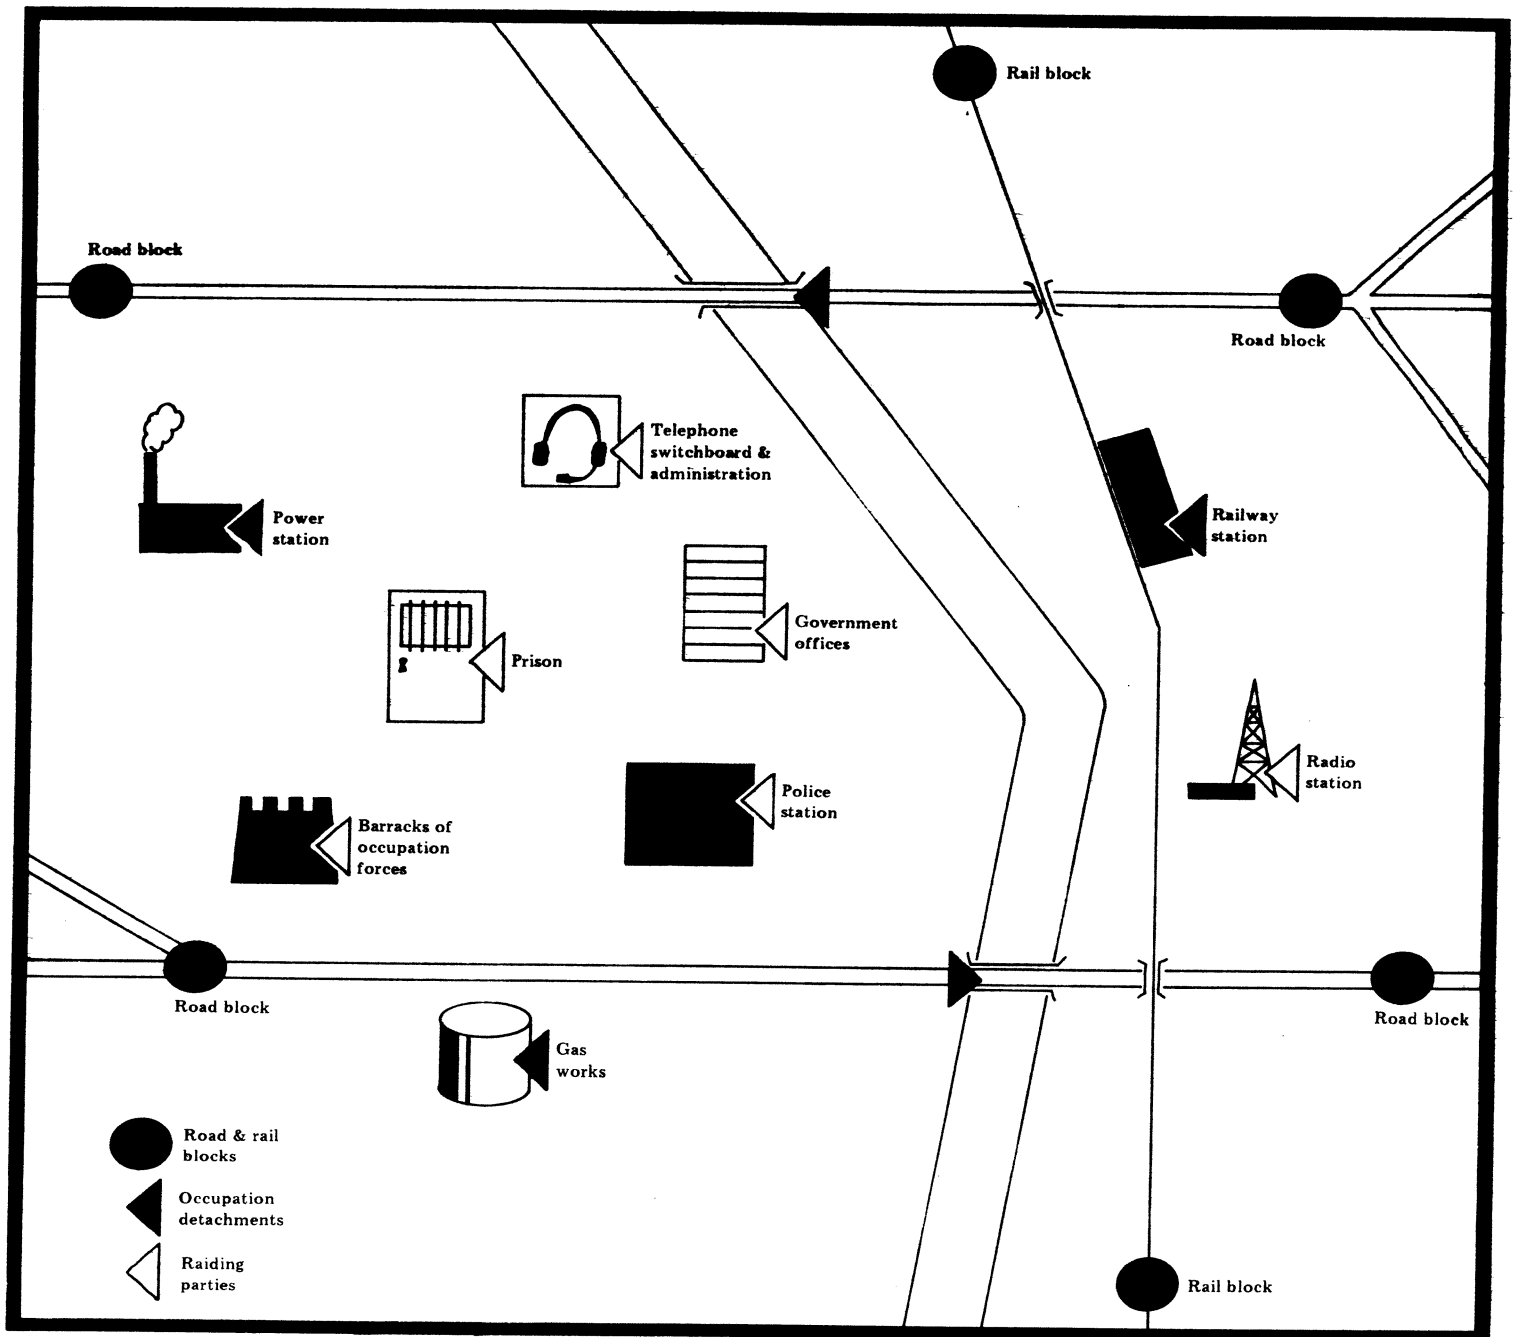 Rail block
Road block
Road block
Telephone
switchboard &
administration
Power
station
Railway
station
Government
offices
Prison
Radio
station
Police
station
Barracks of
occupation
forces
Road block
Road block
Gas
works
Road & rail
blocks
Occupation
detachments
Raiding
parties
Rail block